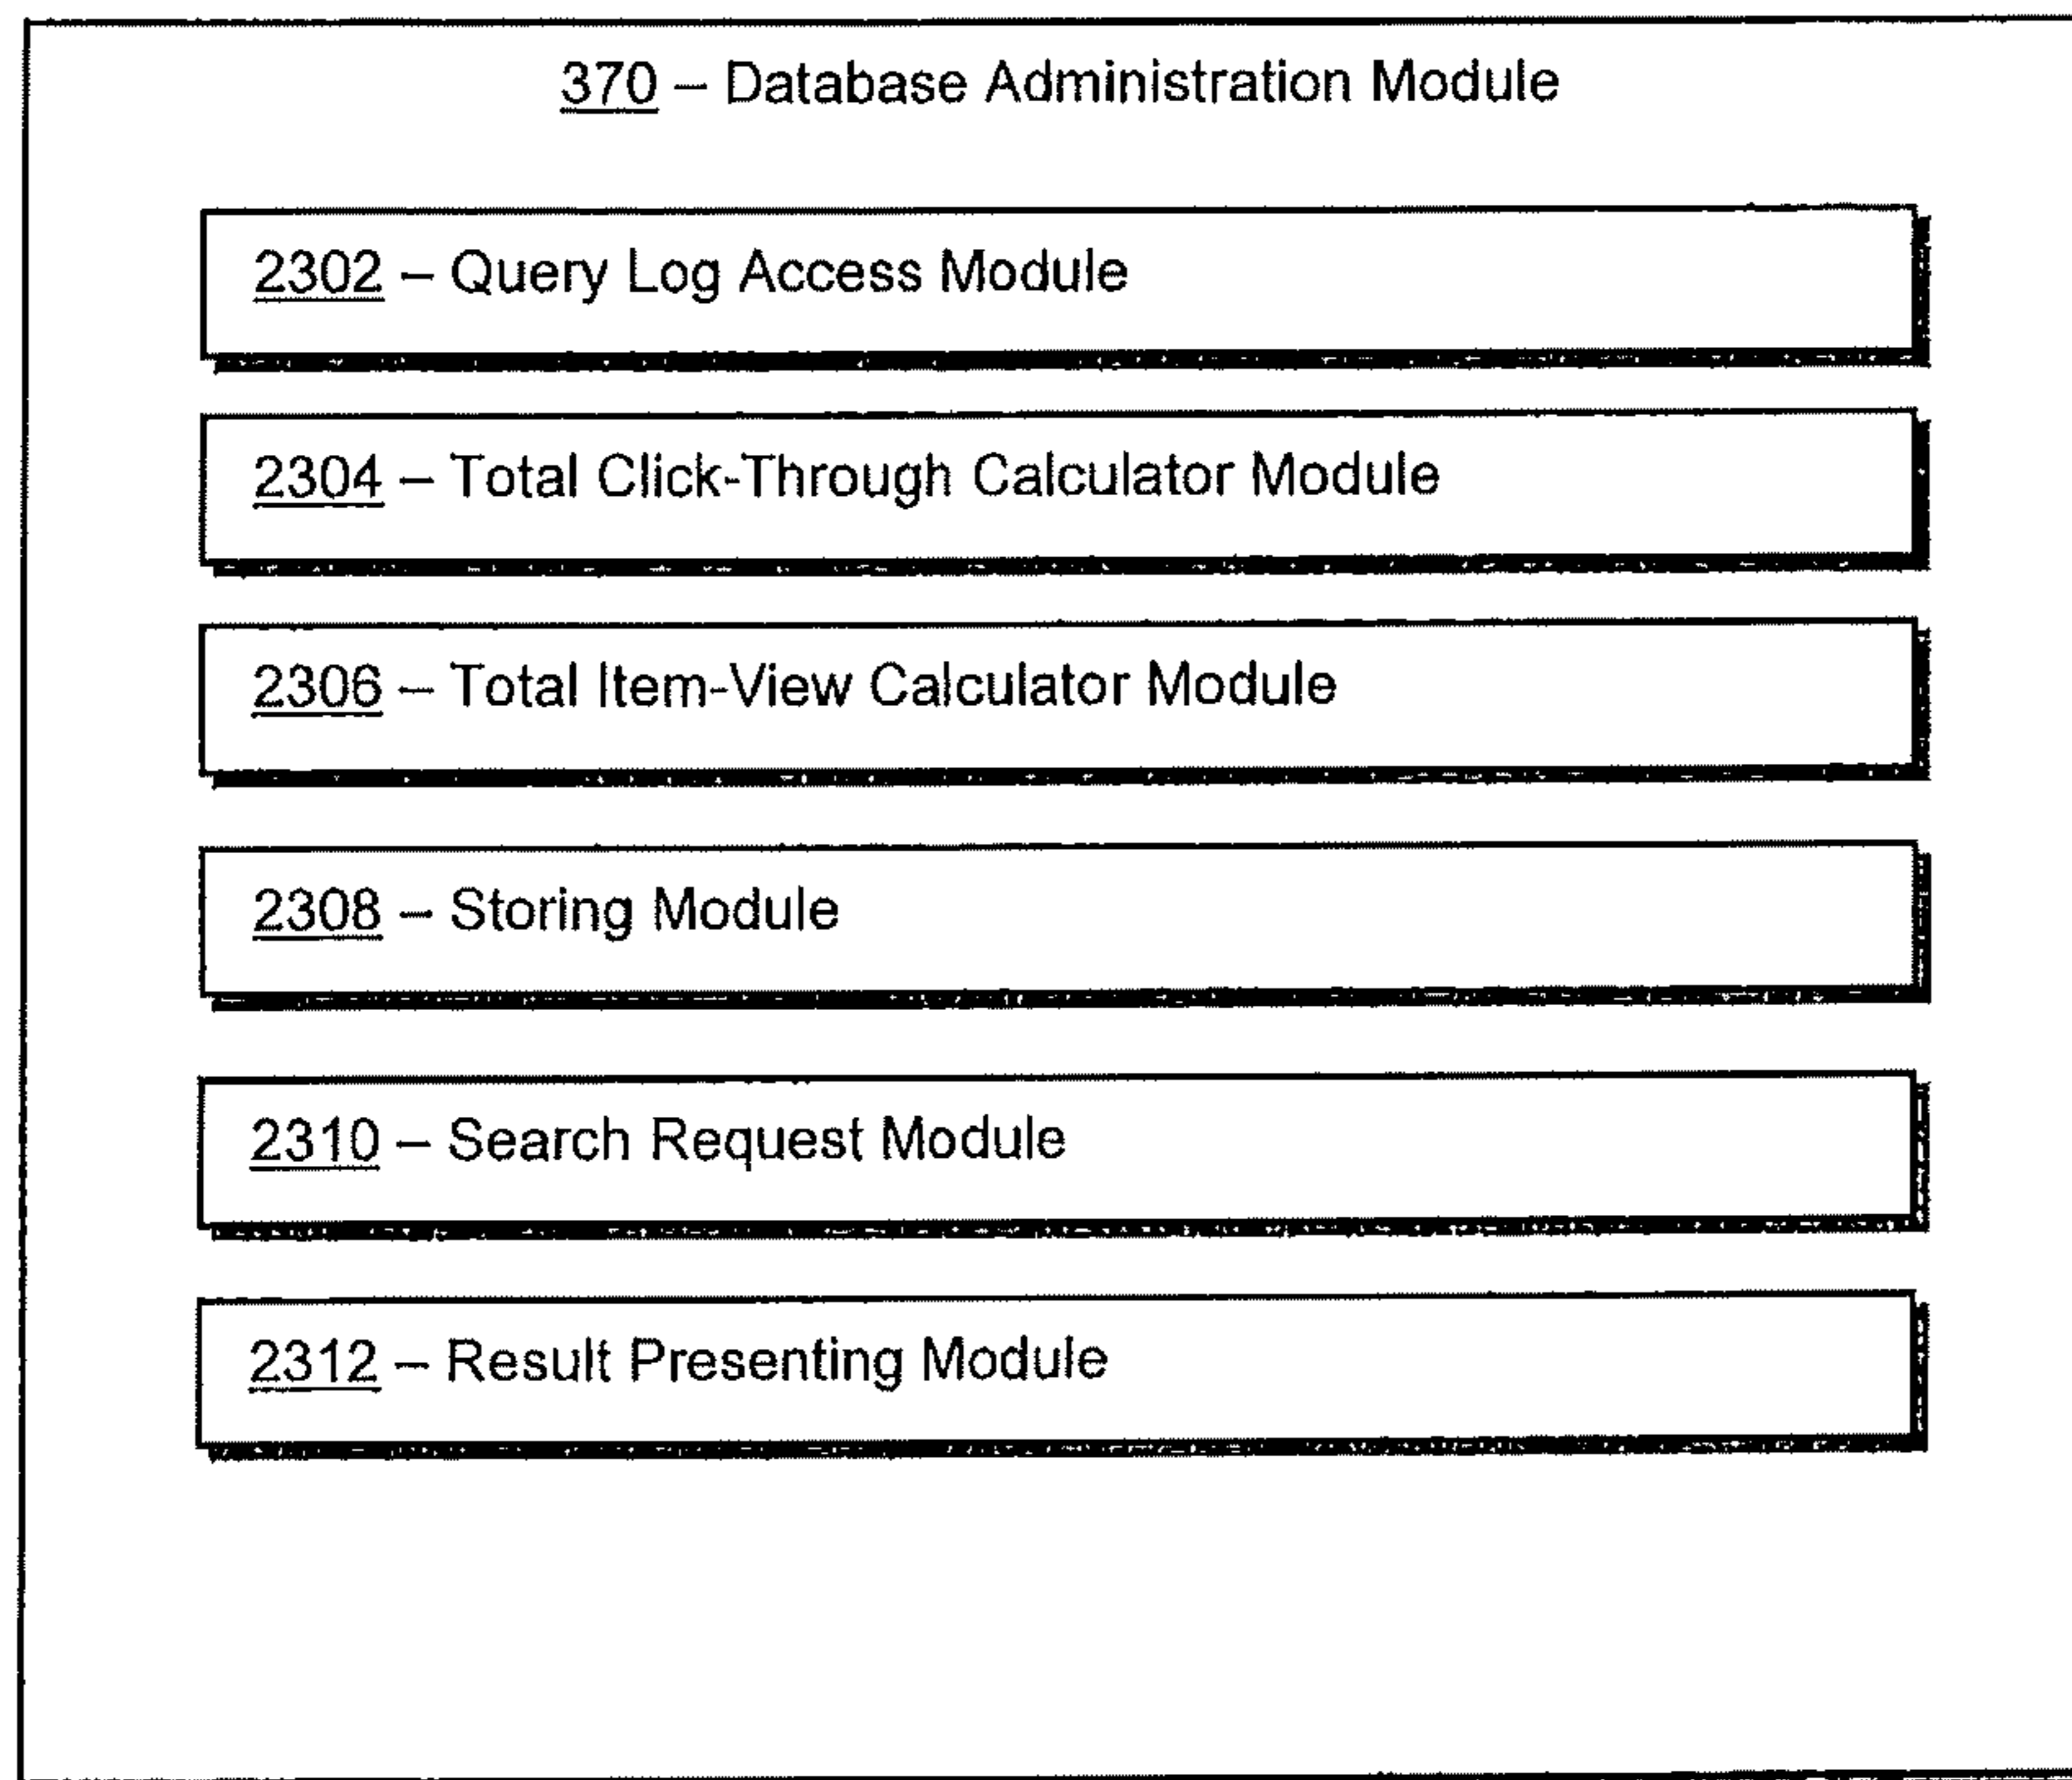 370 – Database Administration Module
2302 – Query Log Access Module
2304 – Total Click-Through Calculator Module
2306 – Total Item-View Calculator Module
2308 – Storing Module
2310 – Search Request Module
2312 – Result Presenting Module